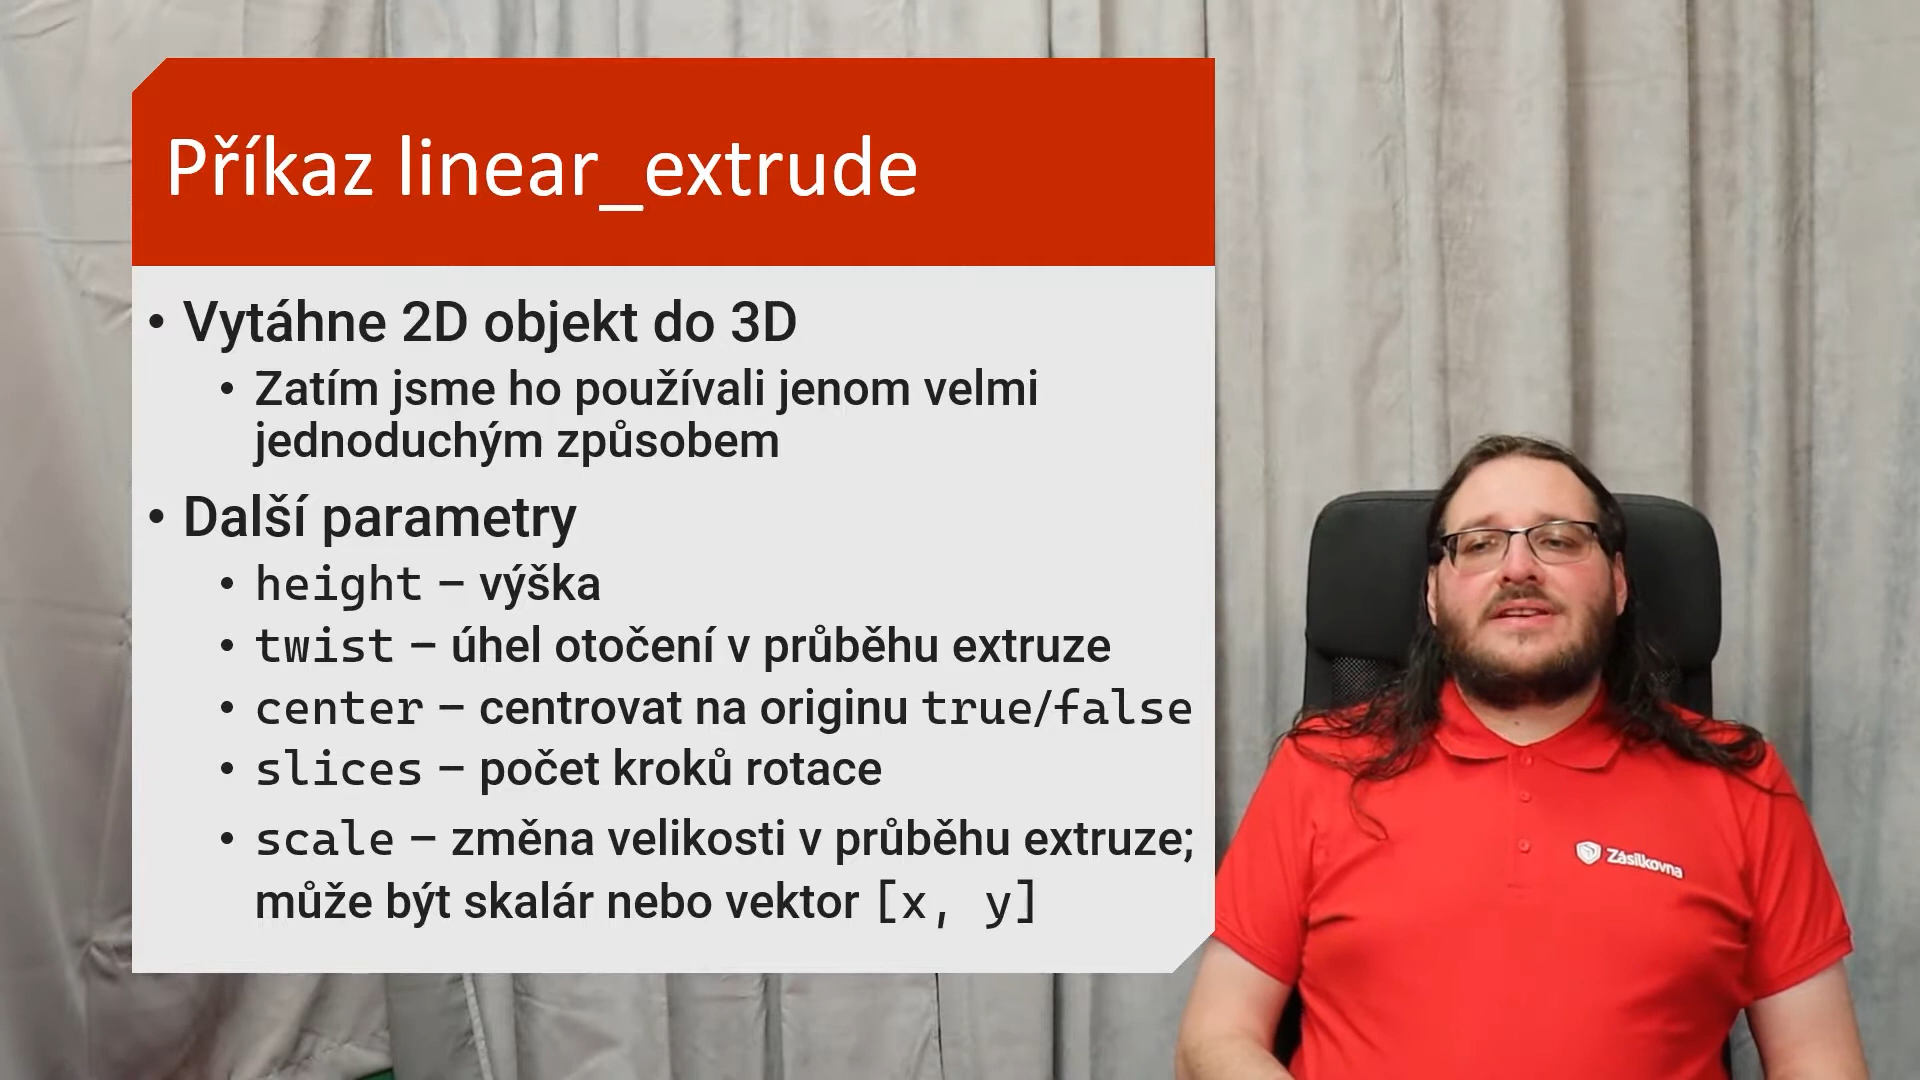 Příkaz linear_extrude
• Vytáhne 2D objekt do 3D
• Zatím jsme ho používali jenom velmi
jednoduchým způsobem
• Další parametry
• height – výška
• twist – úhel otočení v průběhu extruze
• center – centrovat na originu true/false
• slices – počet kroků rotace
• scale – změna velikosti v průběhu extruze;
může být skalár nebo vektor [x, y]
Zásilkovna